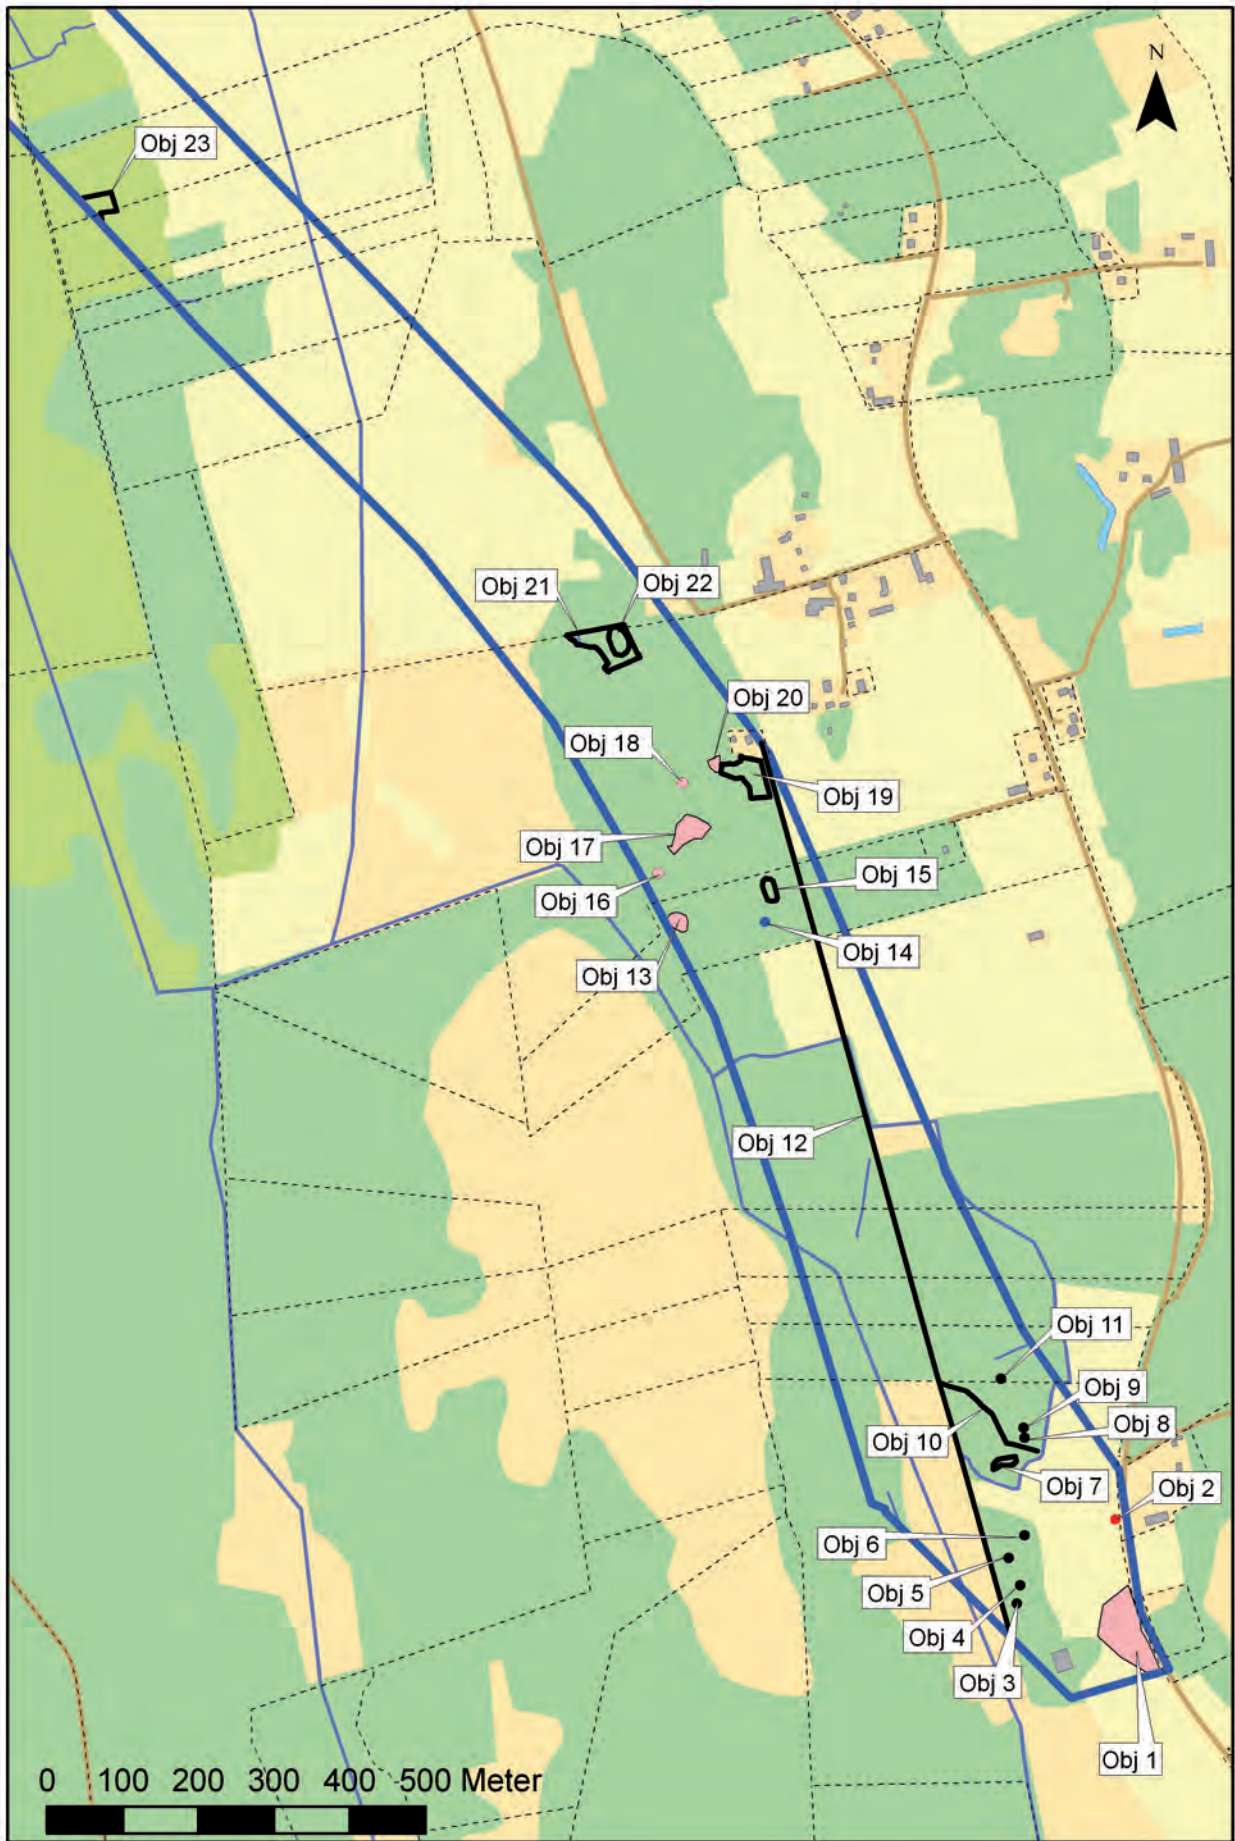 N
Obj 23
Obj 21
Obj 22
Obj 20
Obj 18
Obj 19
Obj 17
Obj 15
Obj 16
Obj 14
Obj 13
Obj 12
Obj 11
Obj 9
Obj 8
Obj 10
Obj 7
Obj 2
Obj 6
Obj 5
Obj 4
Obj 3
Obj 1
0 100 200 300 400 500 Meter